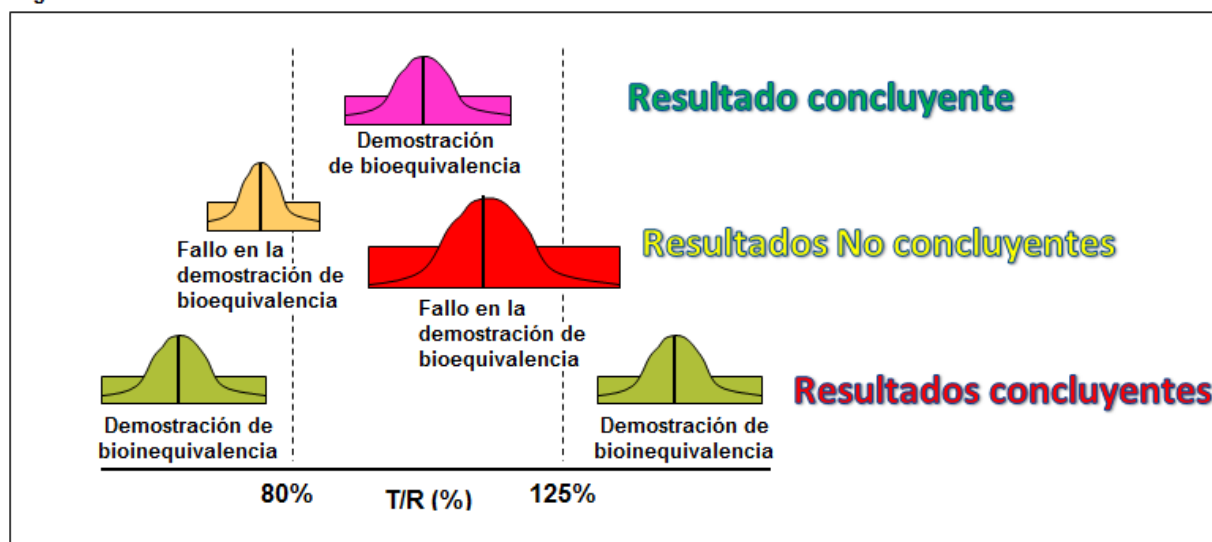 Resultado concluyente
Demostración
de bioequivalencia
Fallo en la
demostración de
bioequivalencia
Resultados No concluyentes
Fallo en la
demostración de
bioequivalencia
Demostración de
bioinequivalencia
Demostración de
bioinequivalencia
Resultados concluyentes
80%
T/R (%)
125%